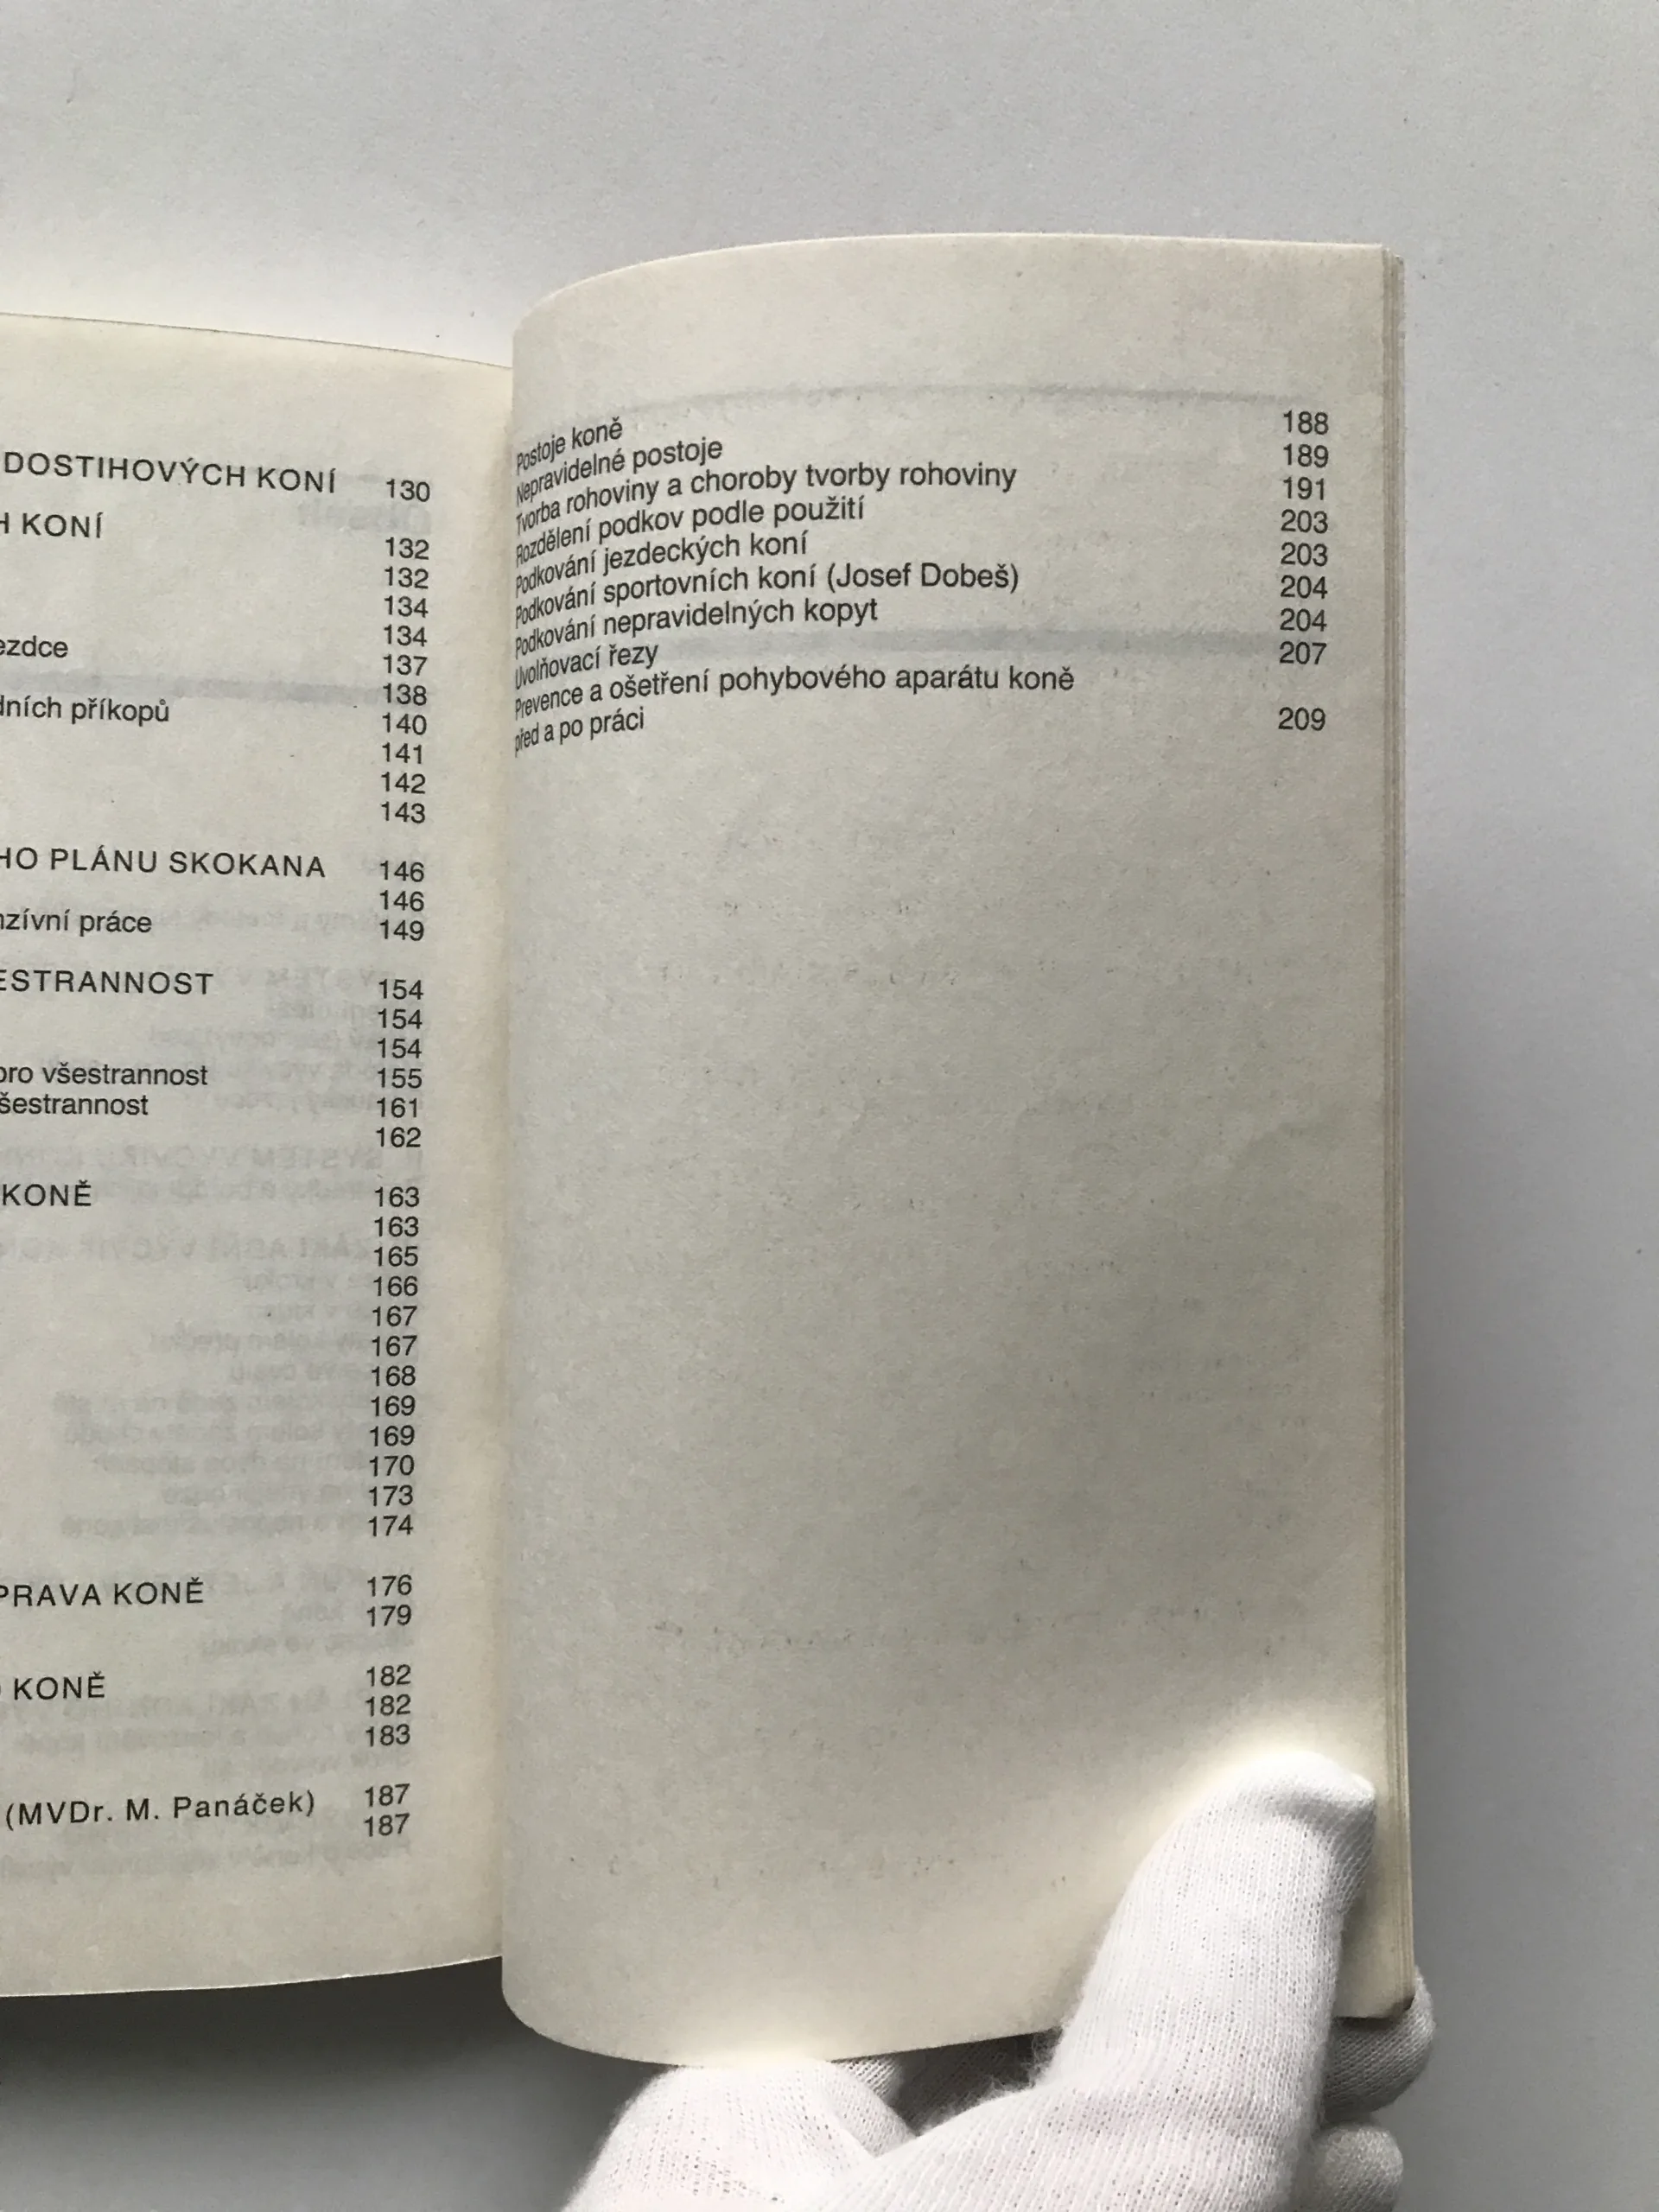 DOSTIHOVÝCH KONÍ 130
KONÍ
132
132
134
134
137
138
dních příkopů 140
141
142
143
HO PLÁNU SKOKANA 146
146
nzívní práce 149
ESTRANNOST 154
154
154
pro všestrannost 155
šestrannost 161
162
KONĚ 163
163
165
166
167
167
168
169
169
170
173
174
PRAVA KONĚ 176
179
KONĚ 182
182
183
(MVDr. M. Panáček) 187
187
Postoje koně 188
Nepravidelné postoje 189
Tvorba rohoviny a choroby tvorby rohoviny 191
Rozdělení podkov podle použití 203
Podkování jezdeckých koní 203
Podkování sportovních koní (Josef Dobeš) 204
Podkování nepravidelných kopyt 204
Uvolňovací řezy 207
Prevence a ošetření pohybového aparátu koně
před a po práci 209